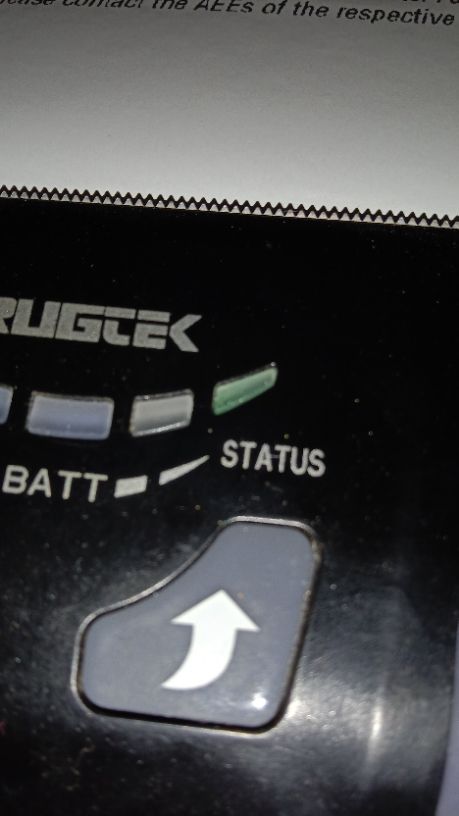 contact the AEEs of the respective
RUGTEK
BATT
STATUS